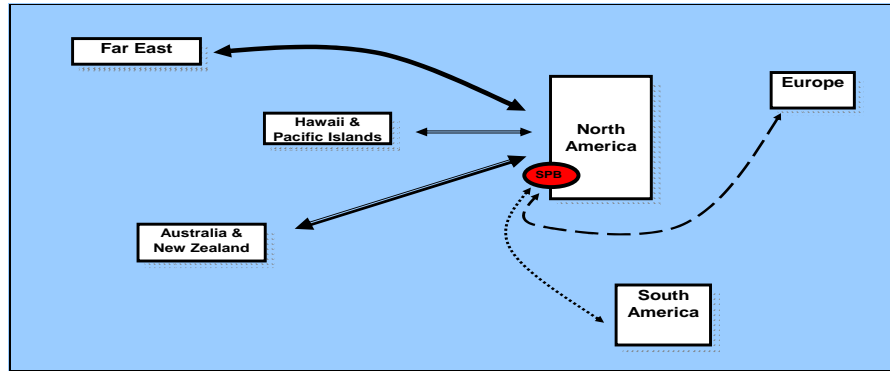 Far East
Europe
Hawaii &
Pacific Islands
North
America
SPB
Australia &
New Zealand
South
America